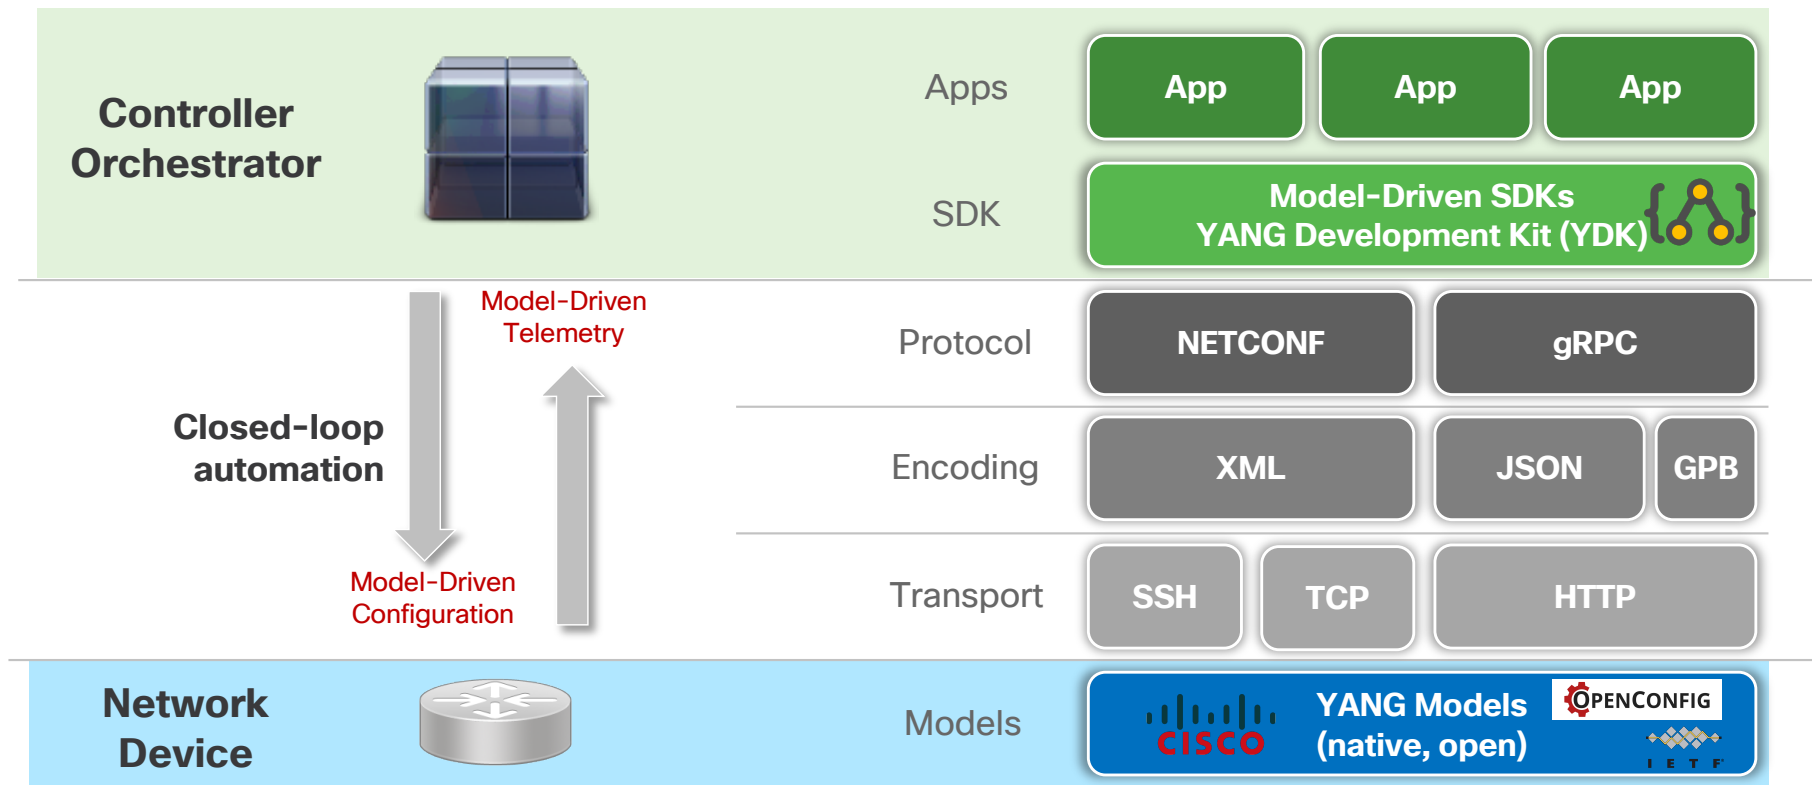 Controller
Orchestrator
Apps
App
App
App
SDK
Model-Driven SDKs
YANG Development Kit (YDK)
Model-Driven
Telemetry
Closed-loop
automation
Model-Driven
Configuration
Protocol
NETCONF
gRPC
Encoding
XML
JSON
GPB
Transport
SSH
TCP
HTTP
Network
Device
Models
CISCO
YANG Models
(native, open)
OPENCONFIG
IETF